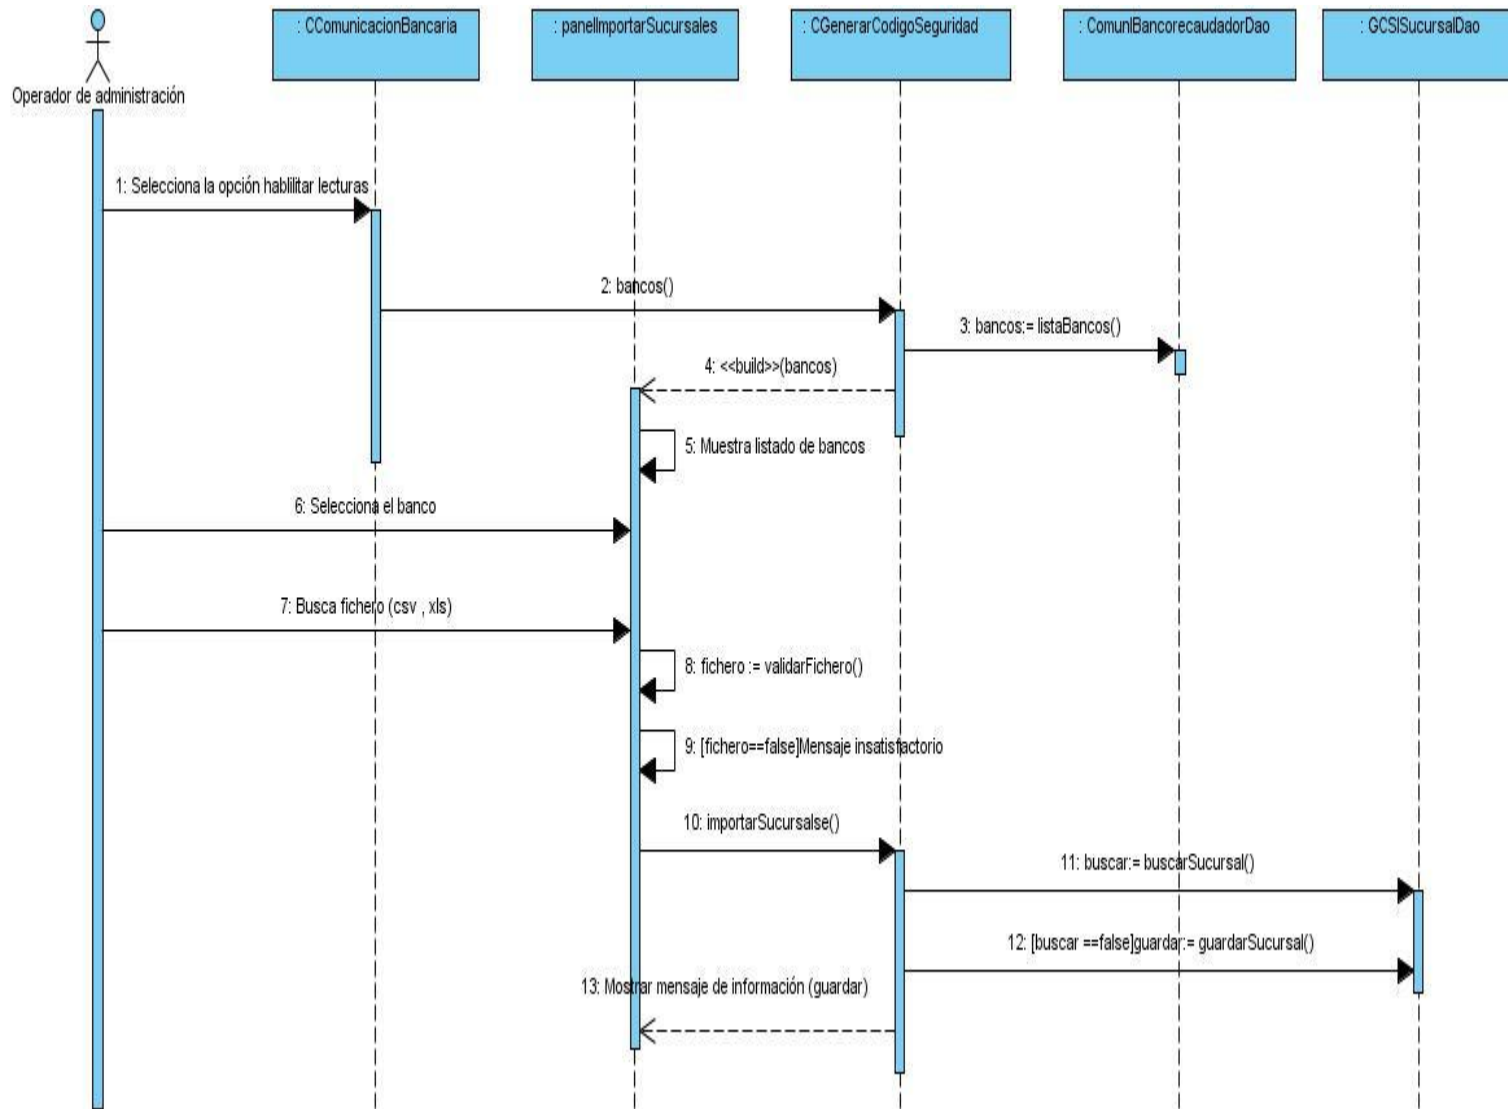 : CComunicacionBancaria
: panelImportarSucursales
: CGenerarCodigoSeguridad
: ComunIBancorecaudadorDao
: GCSISucursalDao
Operador de administración
1: Selecciona la opción hablilitar lecturas
2: bancos()
3: bancos:= listaBancos()
4: <<build>>(bancos)
5: Muestra listado de bancos
6: Selecciona el banco
7: Busca fichero (csv , xls)
8: fichero := validarFichero()
9: [fichero==false]Mensaje insatisfactorio
10: importarSucursalse()
11: buscar:= buscarSucursal()
12: [buscar ==false]guardar:= guardarSucursal()
13: Mostrar mensaje de información (guardar)